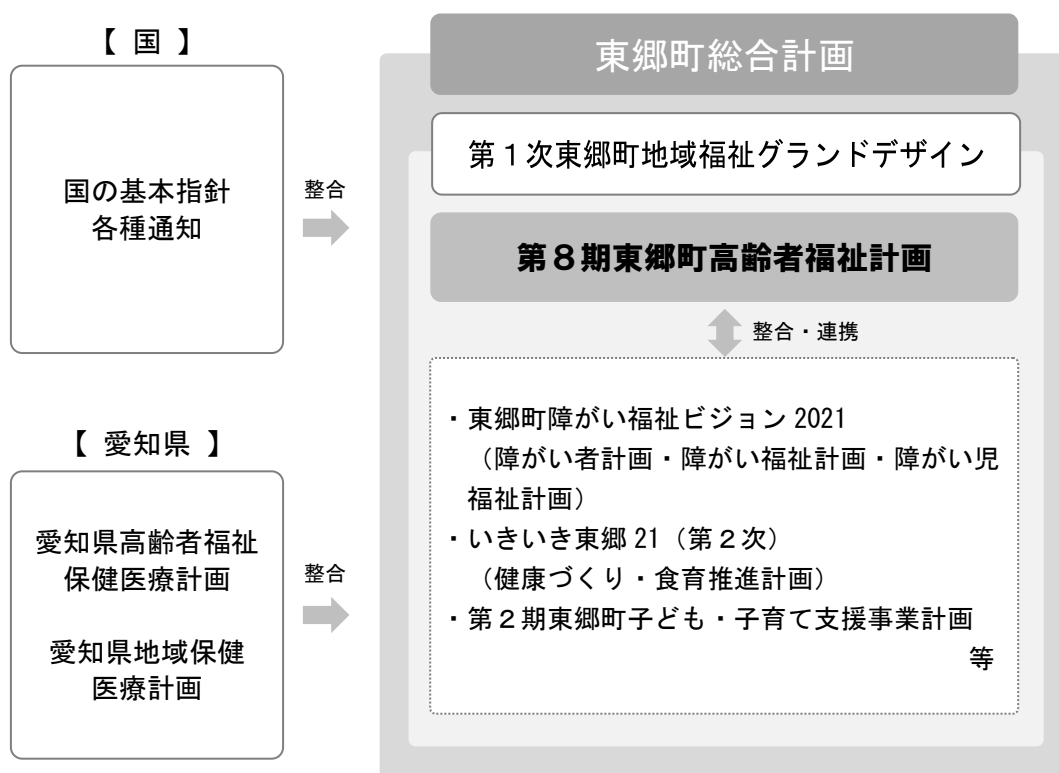 【 国 】
国の基本指針
各種通知
整合
【 愛知県 】
愛知県高齢者福祉
保健医療計画
愛知県地域保健
医療計画
整合
東郷町総合計画
第１次東郷町地域福祉グランドデザイン
第８期東郷町高齢者福祉計画
整合・連携
・東郷町障がい福祉ビジョン 2021
（障がい者計画・障がい福祉計画・障がい児
福祉計画）
・いきいき東郷 21（第２次）
（健康づくり・食育推進計画）
・第２期東郷町子ども・子育て支援事業計画
等